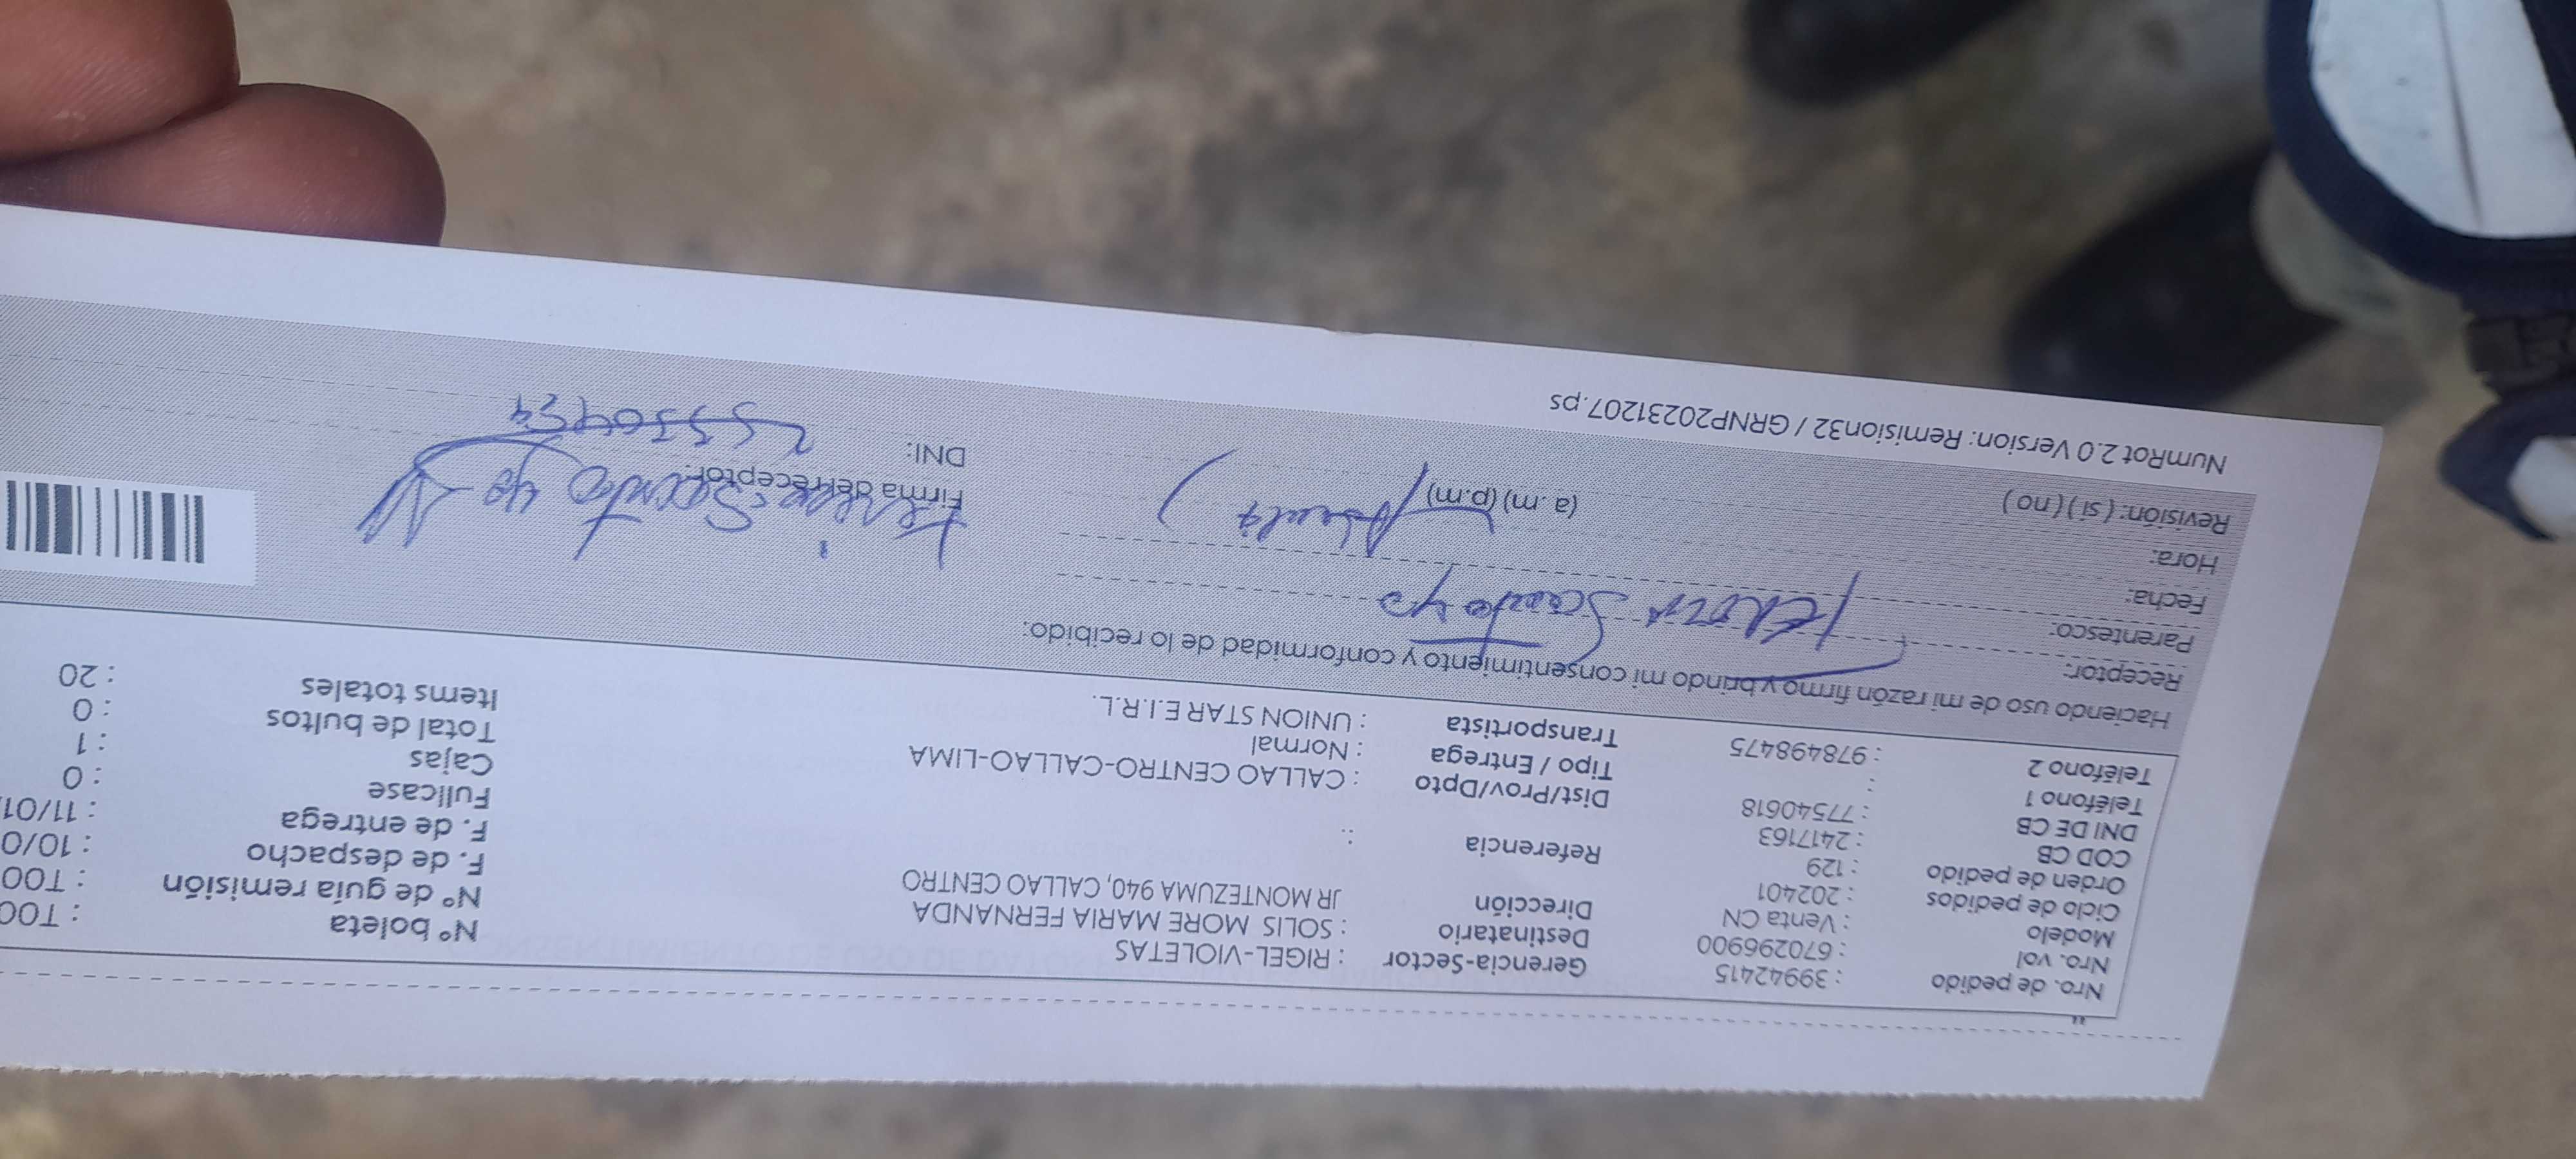 Nro. de pedido : 39942415 Gerencia-Sector : RIGEL-VIOLETAS Nº boleta : T00
Nro. vol : 670296900 Destinatario : SOLIS MORE MARIA FERNANDA Nº de guía remisión : T00
Modelo : Venta CN Dirección JR MONTEZUMA 940, CALLAO CENTRO F. de despacho : 10/0
Ciclo de pedidos : 202401 F. de entrega : 11/01
Orden de pedido : 129 Referencia : Fullcase : 0
COD CB : 2417163 Cajas : 1
DNI DE CB : 77540618 Dist/Prov/Dpto : CALLAO CENTRO-CALLAO-LIMA Total de bultos : 0
Teléfono 1 : Tipo / Entrega : Normal Items totales : 20
Teléfono 2 : 978498475 Transportista : UNION STAR E.I.R.L.
Haciendo uso de mi razón firmo y brindo mi consentimiento y conformidad de lo recibido:
Receptor:
Parentesco:
Fecha:
Hora: (a. m) (p.m) Firma del receptor:
Revisión: ( si ) ( no ) DNI:
NumRot 2.0 Version: Remision32 / GRNP20231207.ps